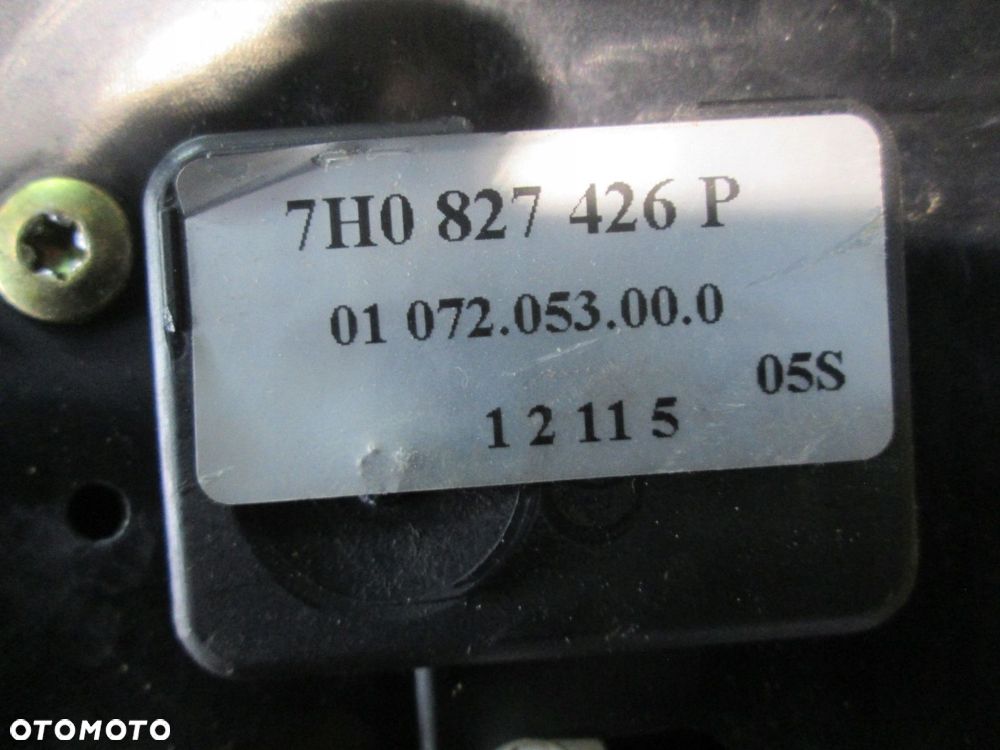 7H0 827 426 P
01 072.053.00.0
05S
1 2 11 5
OTOMOTO